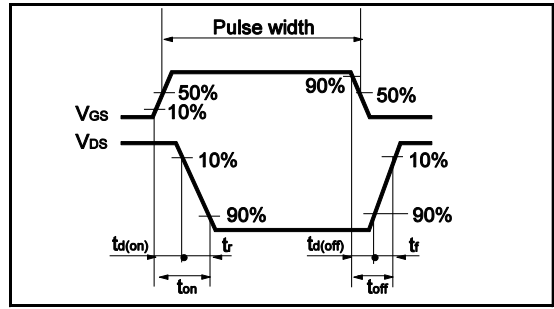 Pulse width
90%
50%
50%
10%
VGS
VDS
10%
10%
90%
90%
td(on)
tr
td(off)
tf
ton
toff